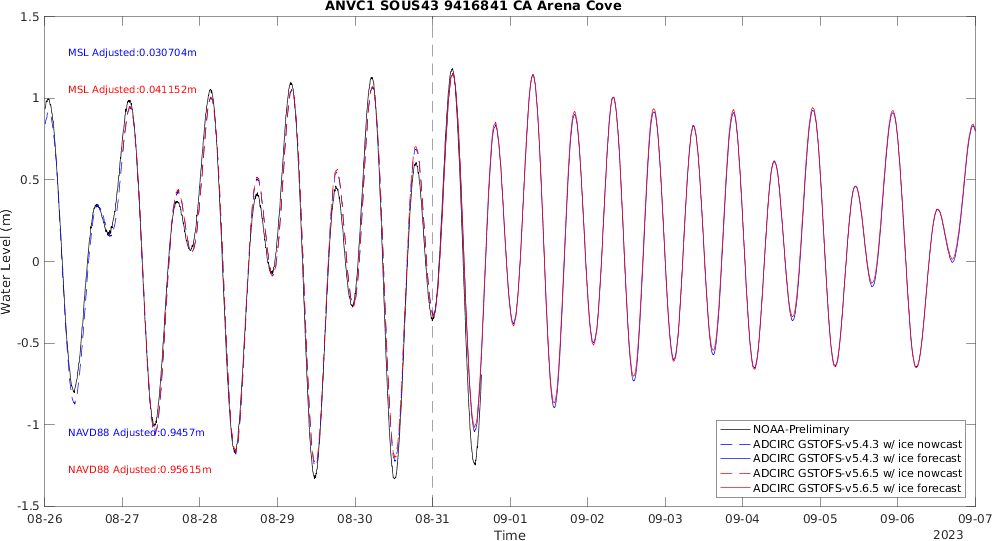 ANVC1 SOUS43 9416841 CA Arena Cove
1.5
1
0.5
0
-0.5
-1
-1.5
Water Level (m)
MSL Adjusted:0.030704m
MSL Adjusted:0.041152m
NAVD88 Adjusted:0.9457m
NAVD88 Adjusted:0.95615m
NOAA-Preliminary
ADCIRC GSTOFS-v5.4.3 w/ ice nowcast
ADCIRC GSTOFS-v5.4.3 w/ ice forecast
ADCIRC GSTOFS-v5.6.5 w/ ice nowcast
ADCIRC GSTOFS-v5.6.5 w/ ice forecast
08-26 08-27 08-28 08-29 08-30 08-31 09-01 09-02 09-03 09-04 09-05 09-06 09-07
Time
2023